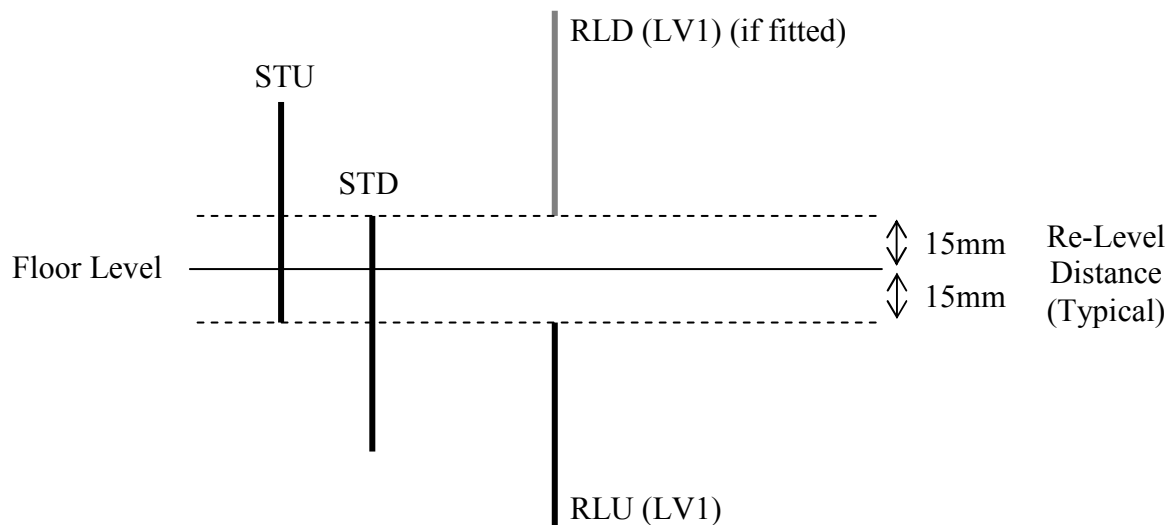 RLD (LV1) (if fitted)
STU
STD
Floor Level
15mm
15mm
Re-Level
Distance
(Typical)
RLU (LV1)